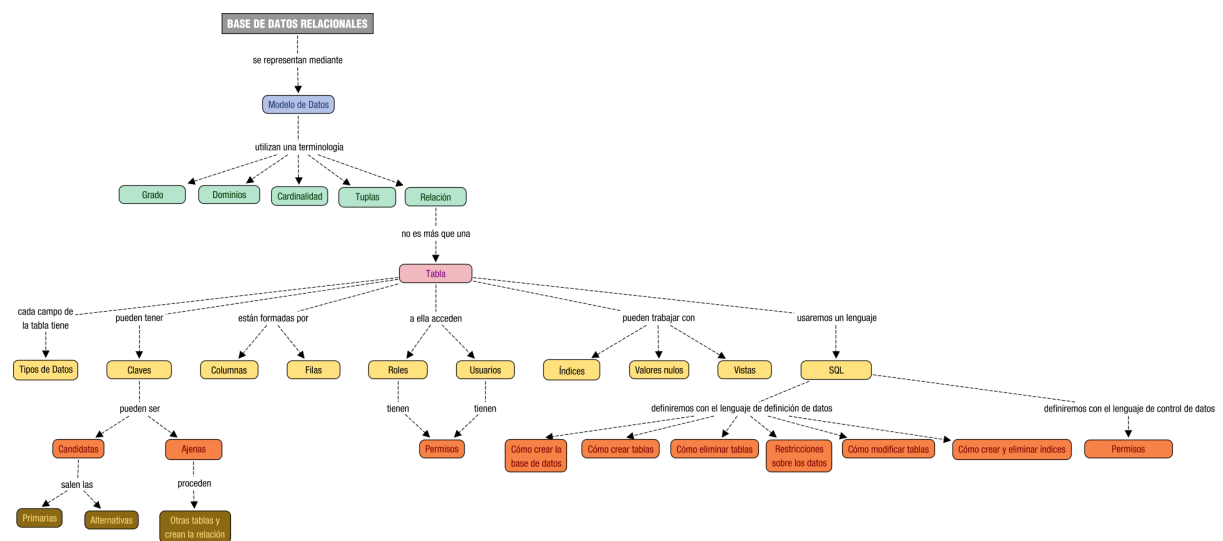 BASE DE DATOS RELACIONALES
se representan mediante
Modelo de Datos
utilizan una terminología
Grado
Dominios
Cardinalidad
Tuplas
Relación
no es más que una
Tabla
cada campo de
la tabla tiene
pueden tener
están formadas por
a ella acceden
pueden trabajar con
usaremos un lenguaje
Tipos de Datos
Claves
Columnas
Filas
Roles
Usuarios
Índices
Valores nulos
Vistas
SQL
pueden ser
tienen
tienen
definiremos con el lenguaje de definición de datos
definiremos con el lenguaje de control de datos
Candidatas
Ajenas
Permisos
Cómo crear la
base de datos
Cómo crear tablas
Cómo eliminar tablas
Restricciones
sobre los datos
Cómo modificar tablas
Cómo crear y eliminar índices
Permisos
salen las
proceden
Primarias
Alternativas
Otras tablas y
crean la relación